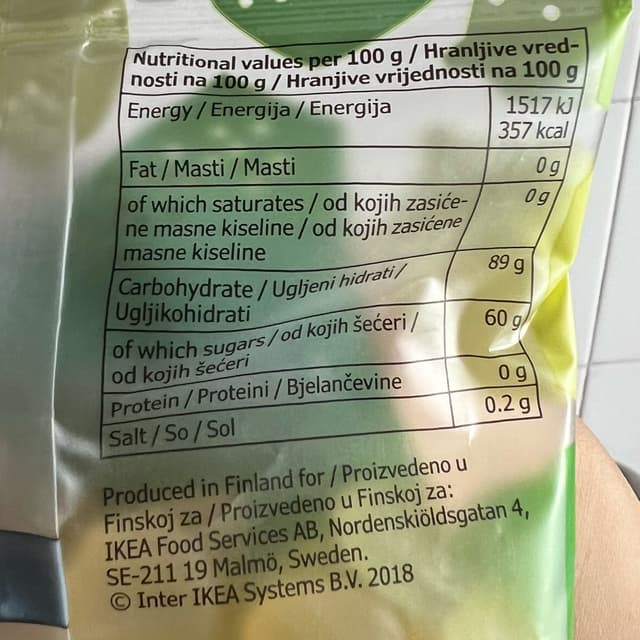 Nutritional values per 100 g / Hranljive vred-
nosti na 100 g / Hranjive vrijednosti na 100 g
Energy / Energija / Energija
1517 kJ
357 kcal
Fat / Masti / Masti
0 g
of which saturates / od kojih zasiće-
ne masne kiseline / od kojih zasićene
masne kiseline
0 g
Carbohydrate / Ugljeni hidrati /
Ugljikohidrati
89 g
of which sugars / od kojih šećeri /
od kojih šećeri
60 g
Protein / Proteini / Bjelančevine
0 g
Salt / So / Sol
0.2 g
Produced in Finland for / Proizvedeno u
Finskoj za / Proizvedeno u Finskoj za:
IKEA Food Services AB, Nordenskiöldsgatan 4,
SE-211 19 Malmö, Sweden.
© Inter IKEA Systems B.V. 2018